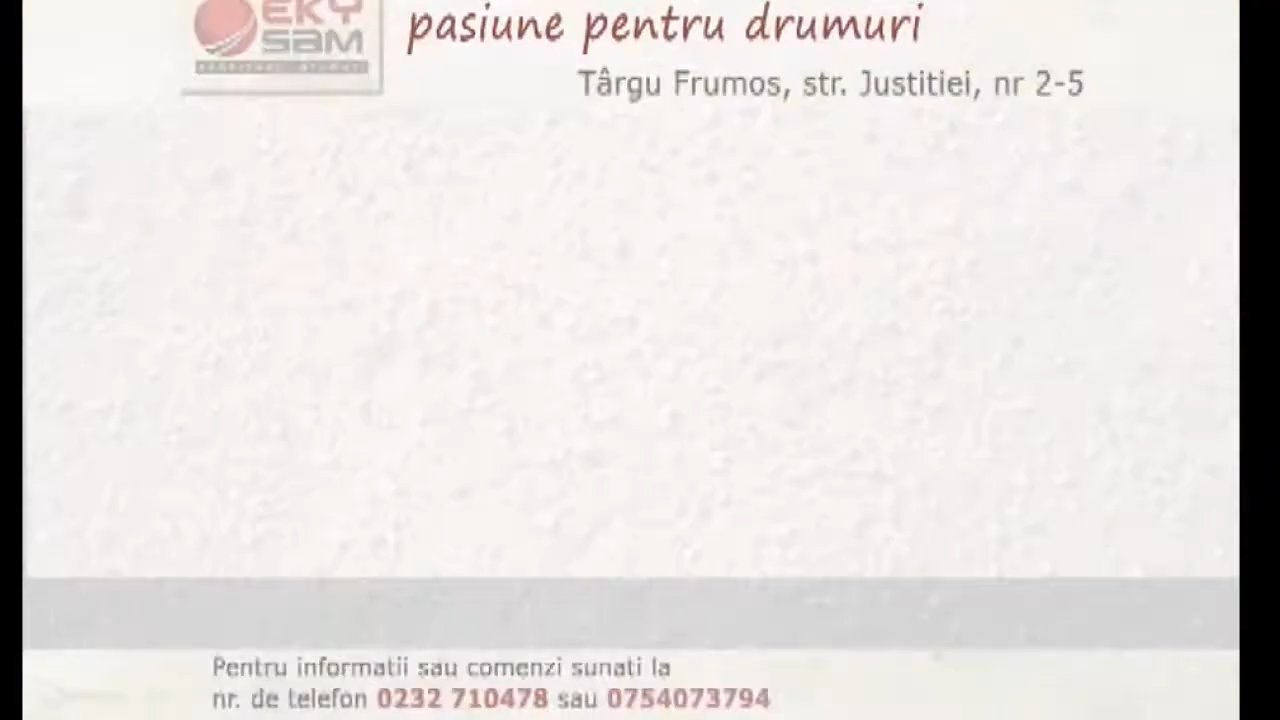 EKY
sam
pasiune pentru drumuri
Târgu Frumos, str. Justitiei, nr 2-5
Pentru informatii sau comenzi sunati la
nr. de telefon 0232 710478 sau 0754073794